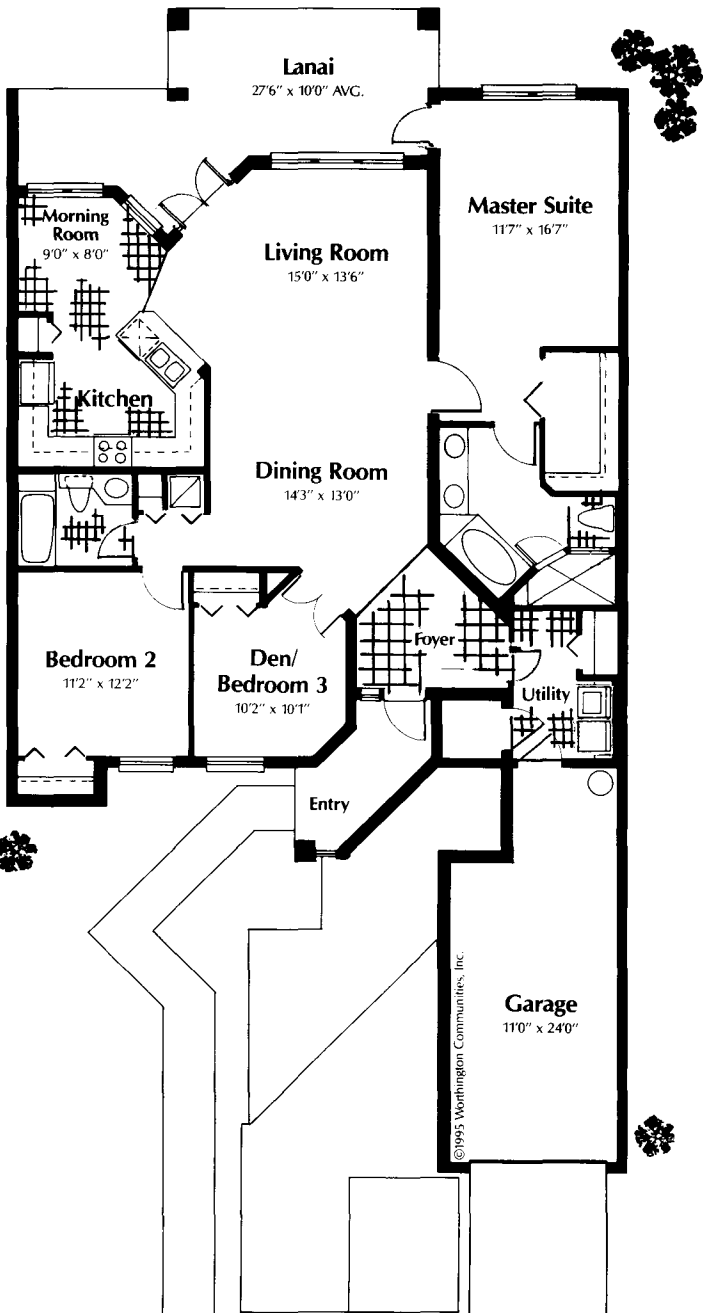 Lanai
27'6" x 10'0" AVG.
Master Suite
11'7" x 16'7"
Morning
Room
9'0" x 8'0"
Living Room
15'0" x 13'6"
Kitchen
Dining Room
14'3" x 13'0"
Foyer
Bedroom 2
11'2" x 12'2"
Den/
Bedroom 3
10'2" x 10'1"
Utility
Entry
Garage
11'0" x 24'0"
©1995 Worthington Communities, Inc.